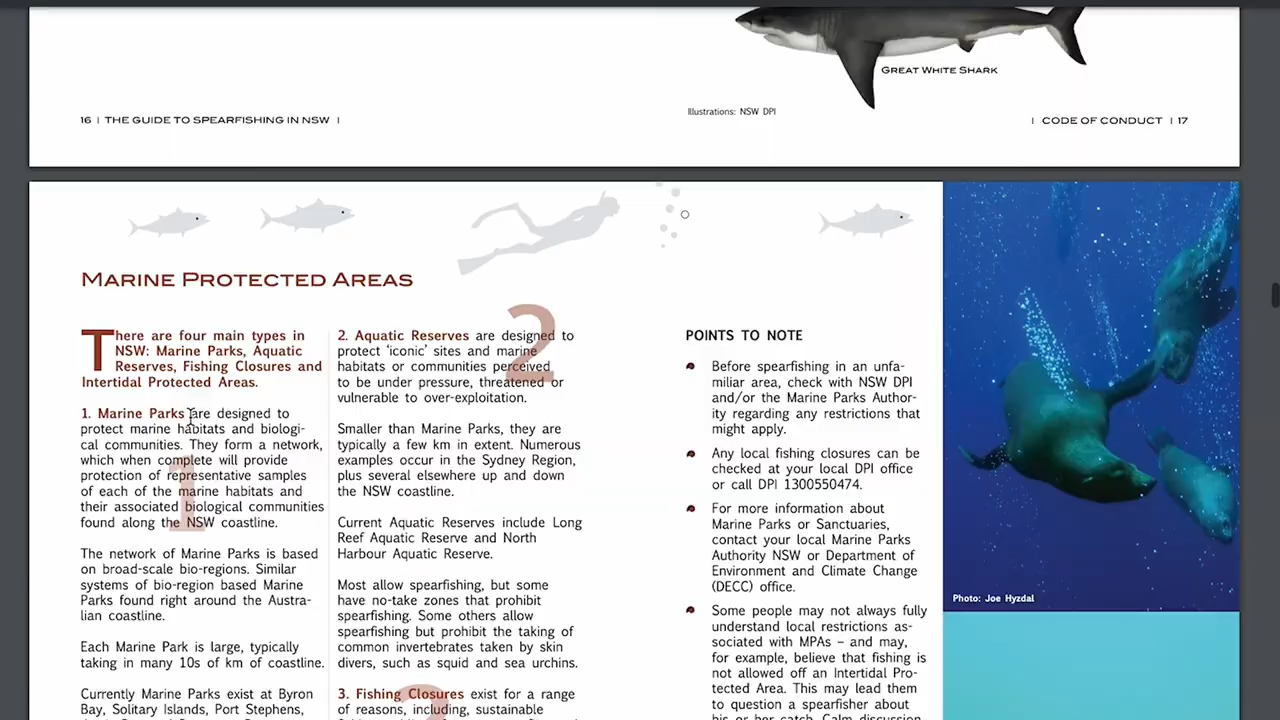 GREAT WHITE SHARK
Illustrations: NSW DPI
16 | THE GUIDE TO SPEARFISHING IN NSW |
| CODE OF CONDUCT | 17
MARINE PROTECTED AREAS
There are four main types in
NSW: Marine Parks, Aquatic
Reserves, Fishing Closures and
Intertidal Protected Areas.
1. Marine Parks are designed to
protect marine habitats and biologi-
cal communities. They form a network,
which when complete will provide
protection of representative samples
of each of the marine habitats and
their associated biological communities
found along the NSW coastline.
1
The network of Marine Parks is based
on broad-scale bio-regions. Similar
systems of bio-region based Marine
Parks found right around the Austra-
lian coastline.
Each Marine Park is large, typically
taking in many 10s of km of coastline.
Currently Marine Parks exist at Byron
Bay, Solitary Islands, Port Stephens,
2
2. Aquatic Reserves are designed to
protect 'iconic' sites and marine
habitats or communities perceived
to be under pressure, threatened or
vulnerable to over-exploitation.
Smaller than Marine Parks, they are
typically a few km in extent. Numerous
examples occur in the Sydney Region,
plus several elsewhere up and down
the NSW coastline.
Current Aquatic Reserves include Long
Reef Aquatic Reserve and North
Harbour Aquatic Reserve.
Most allow spearfishing, but some
have no-take zones that prohibit
spearfishing. Some others allow
spearfishing but prohibit the taking of
common invertebrates taken by skin
divers, such as squid and sea urchins.
3
3. Fishing Closures exist for a range
of reasons, including, sustainable
POINTS TO NOTE
Before spearfishing in an unfa-
miliar area, check with NSW DPI
and/or the Marine Parks Author-
ity regarding any restrictions that
might apply.
Any local fishing closures can be
checked at your local DPI office
or call DPI 1300550474.
For more information about
Marine Parks or Sanctuaries,
contact your local Marine Parks
Authority NSW or Department of
Environment and Climate Change
(DECC) office.
Some people may not always fully
understand local restrictions as-
sociated with MPAs – and may,
for example, believe that fishing is
not allowed off an Intertidal Pro-
tected Area. This may lead them
to question a spearfisher about
his or her catch. Calm discussion
Photo: Joe Hyzdal